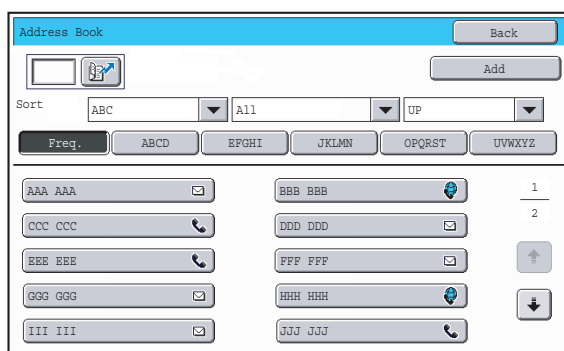 Address Book Back
Add
Sort ABC All UP
Freq. ABCD EFGHI JKLMN OPQRST UVWXYZ
AAA AAA BBB BBB 1
CCC CCC DDD DDD 2
EEE EEE FFF FFF
GGG GGG HHH HHH
III III JJJ JJJ